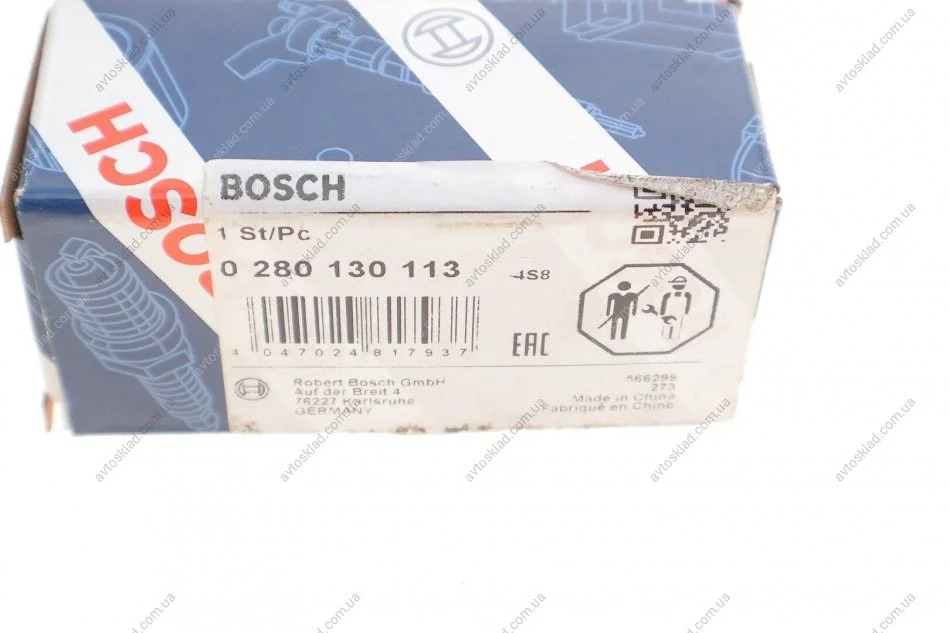 BOSCH
BOSCH
1 St/Pc
0 280 130 113
4S8
4 047024 817937
EAC
Robert Bosch GmbH
Auf der Breit 4
76227 Karlsruhe
GERMANY
566299
273
Made in China
Fabriqué en Chine
avtosklad.com.ua